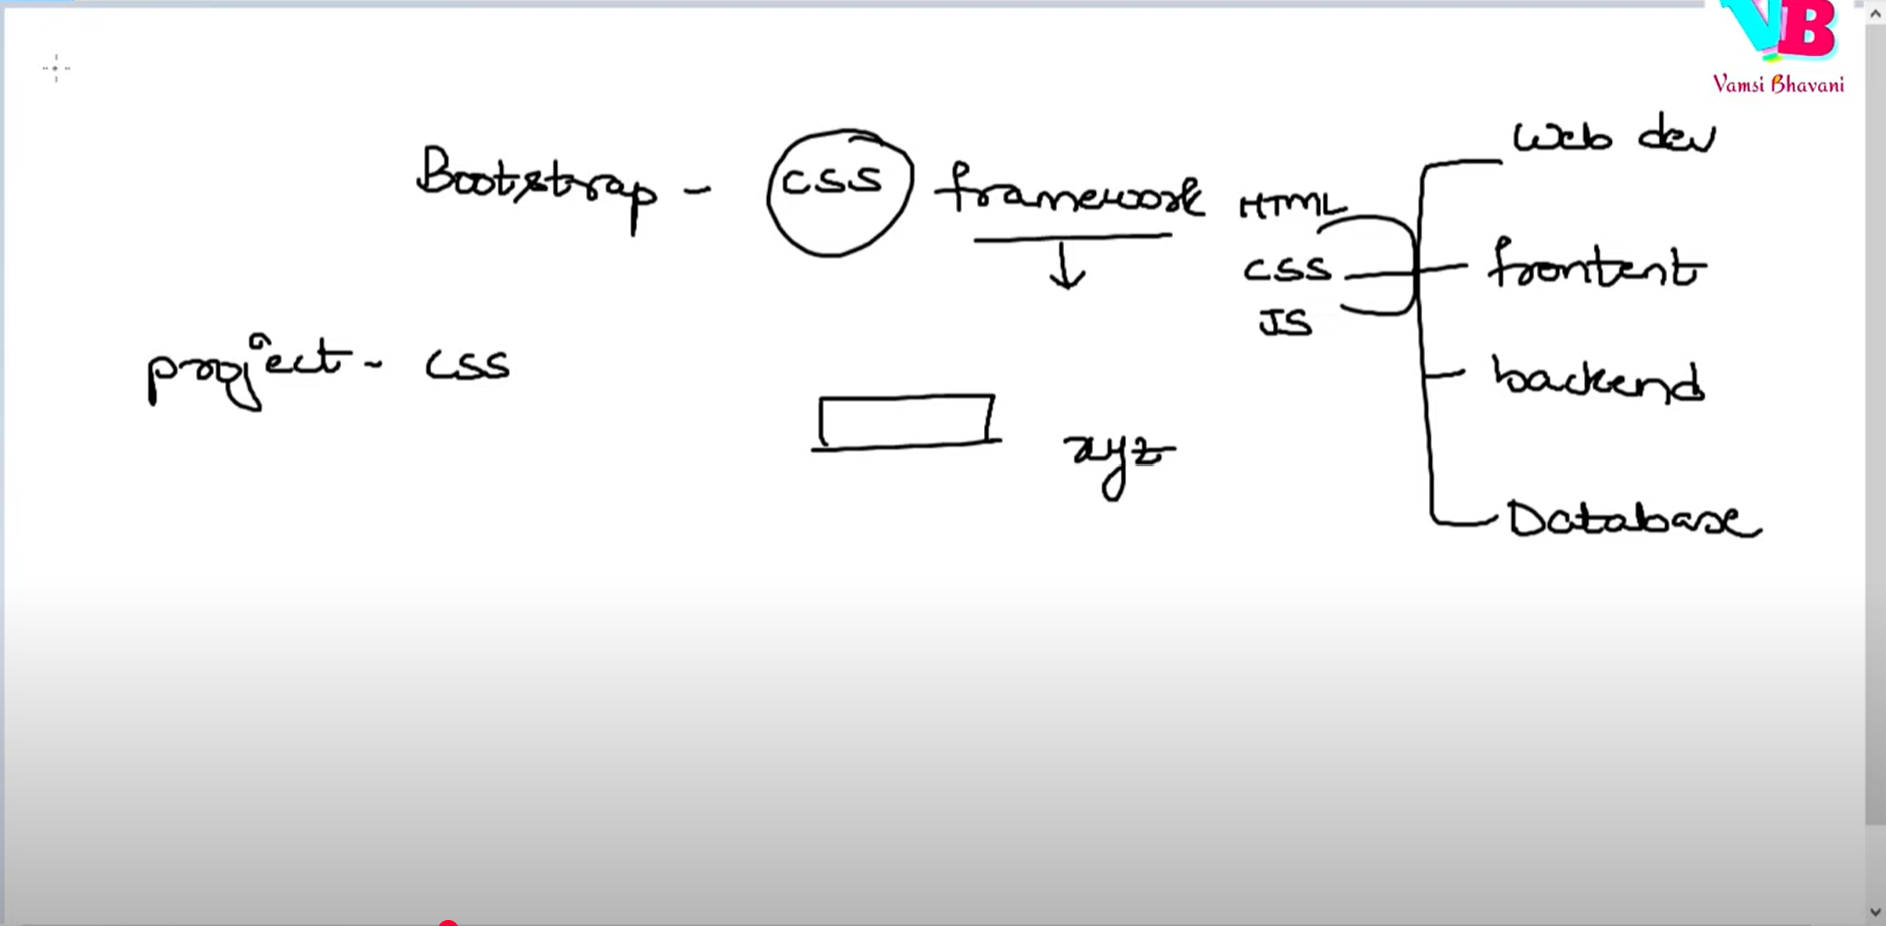 VB
Vamsi Bhavani
Web dev
Bootstrap - CSS framework
HTML
CSS
JS
frontent
project - CSS
backend
xyz
Database